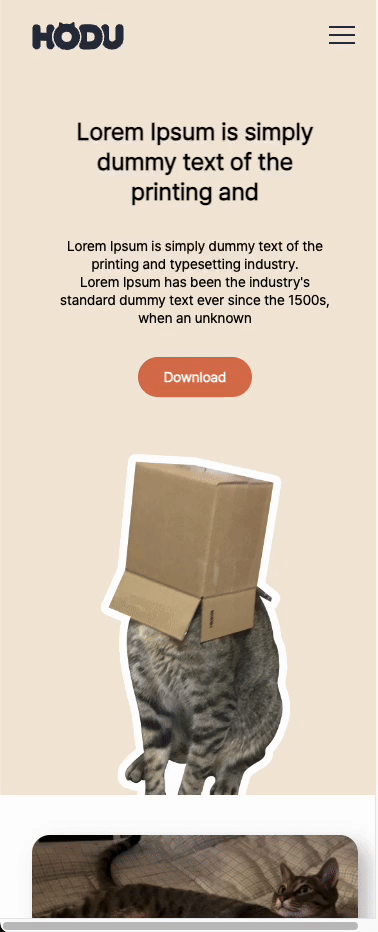 HODU
Lorem Ipsum is simply
dummy text of the
printing and
Lorem Ipsum is simply dummy text of the
printing and typesetting industry.
Lorem Ipsum has been the industry's
standard dummy text ever since the 1500s,
when an unknown
Download